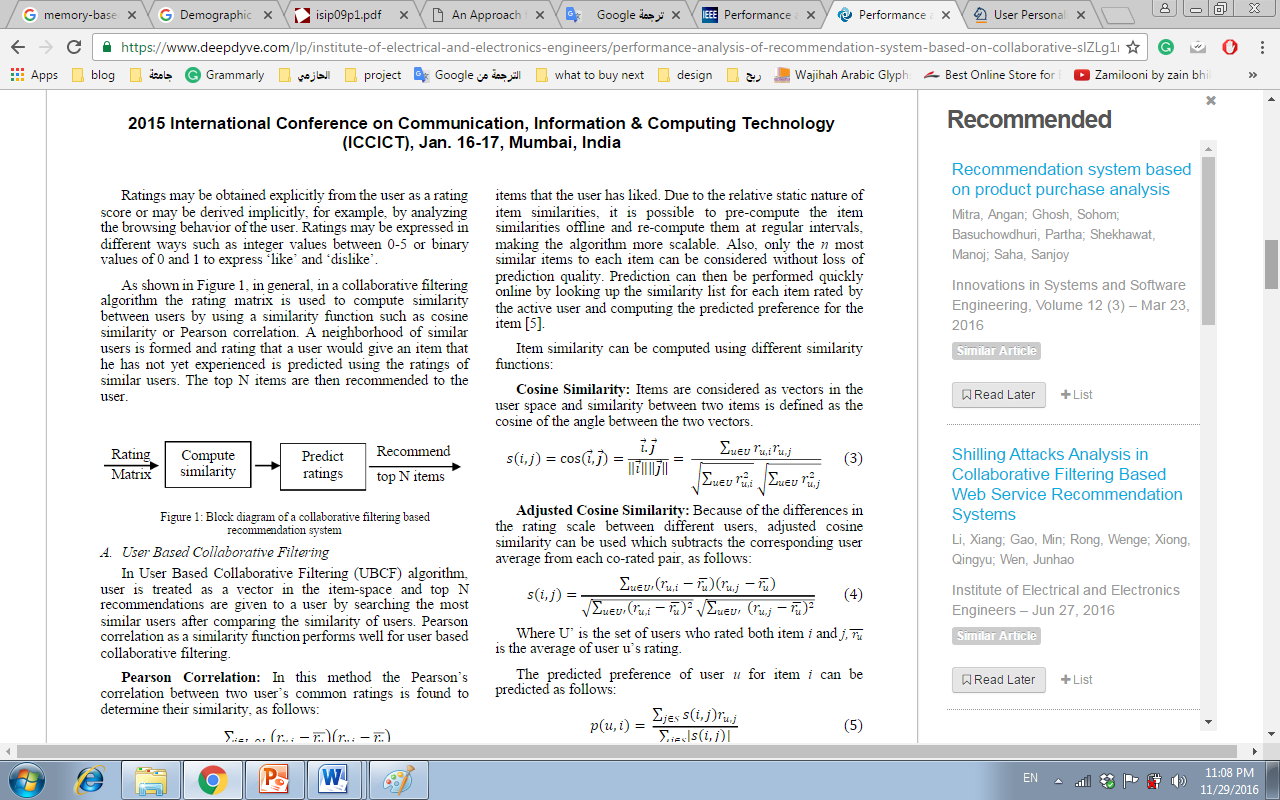 memory-base
Demographic
isip09p1.pdf
An Approach
Google ترجمة
Performance A
Performance a
User Personal
https://www.deepdyve.com/lp/institute-of-electrical-and-electronics-engineers/performance-analysis-of-recommendation-system-based-on-collaborative-slZLg1
Apps blog جامعة Grammarly الحازمي project الترجمة من Google what to buy next design ربح Wajihah Arabic Glyph Best Online Store for Zamilooni by zain bhi »
2015 International Conference on Communication, Information & Computing Technology
(ICCICT), Jan. 16-17, Mumbai, India
Ratings may be obtained explicitly from the user as a rating
score or may be derived implicitly, for example, by analyzing
the browsing behavior of the user. Ratings may be expressed in
different ways such as integer values between 0-5 or binary
values of 0 and 1 to express ‘like’ and ‘dislike’.
As shown in Figure 1, in general, in a collaborative filtering
algorithm the rating matrix is used to compute similarity
between users by using a similarity function such as cosine
similarity or Pearson correlation. A neighborhood of similar
users is formed and rating that a user would give an item that
he has not yet experienced is predicted using the ratings of
similar users. The top N items are then recommended to the
user.
Rating
Matrix
Compute
similarity
Predict
ratings
Recommend
top N items
Figure 1: Block diagram of a collaborative filtering based
recommendation system
A. User Based Collaborative Filtering
In User Based Collaborative Filtering (UBCF) algorithm,
user is treated as a vector in the item-space and top N
recommendations are given to a user by searching the most
similar users after comparing the similarity of users. Pearson
correlation as a similarity function performs well for user based
collaborative filtering.
Pearson Correlation: In this method the Pearson’s
correlation between two user’s common ratings is found to
determine their similarity, as follows:
items that the user has liked. Due to the relative static nature of
item similarities, it is possible to pre-compute the item
similarities offline and re-compute them at regular intervals,
making the algorithm more scalable. Also, only the n most
similar items to each item can be considered without loss of
prediction quality. Prediction can then be performed quickly
online by looking up the similarity list for each item rated by
the active user and computing the predicted preference for the
item [5].
Item similarity can be computed using different similarity
functions:
Cosine Similarity: Items are considered as vectors in the
user space and similarity between two items is defined as the
cosine of the angle between the two vectors.
s(i,j) = cos(i⃗,j⃗) = i⃗.j⃗ / ||i⃗||||j⃗|| = ∑u∈U ru,i ru,j / √∑u∈U r²u,i √∑u∈U r²u,j (3)
Adjusted Cosine Similarity: Because of the differences in
the rating scale between different users, adjusted cosine
similarity can be used which subtracts the corresponding user
average from each co-rated pair, as follows:
s(i,j) = ∑u∈U′(ru,i − r̅u)(ru,j − r̅u) / √∑u∈U′(ru,i − r̅u)² √∑u∈U′ (ru,j − r̅u)² (4)
Where U’ is the set of users who rated both item i and j, r̅u
is the average of user u’s rating.
The predicted preference of user u for item i can be
predicted as follows:
p(u,i) = ∑j∈S s(i,j)ru,j / ∑j∈S|s(i,j)| (5)
Recommended
Recommendation system based
on product purchase analysis
Mitra, Angan; Ghosh, Sohom;
Basuchowdhuri, Partha; Shekhawat,
Manoj; Saha, Sanjoy
Innovations in Systems and Software
Engineering, Volume 12 (3) – Mar 23,
2016
Similar Article
Read Later +List
Shilling Attacks Analysis in
Collaborative Filtering Based
Web Service Recommendation
Systems
Li, Xiang; Gao, Min; Rong, Wenge; Xiong,
Qingyu; Wen, Junhao
Institute of Electrical and Electronics
Engineers – Jun 27, 2016
Similar Article
Read Later +List
EN
11:08 PM
11/29/2016